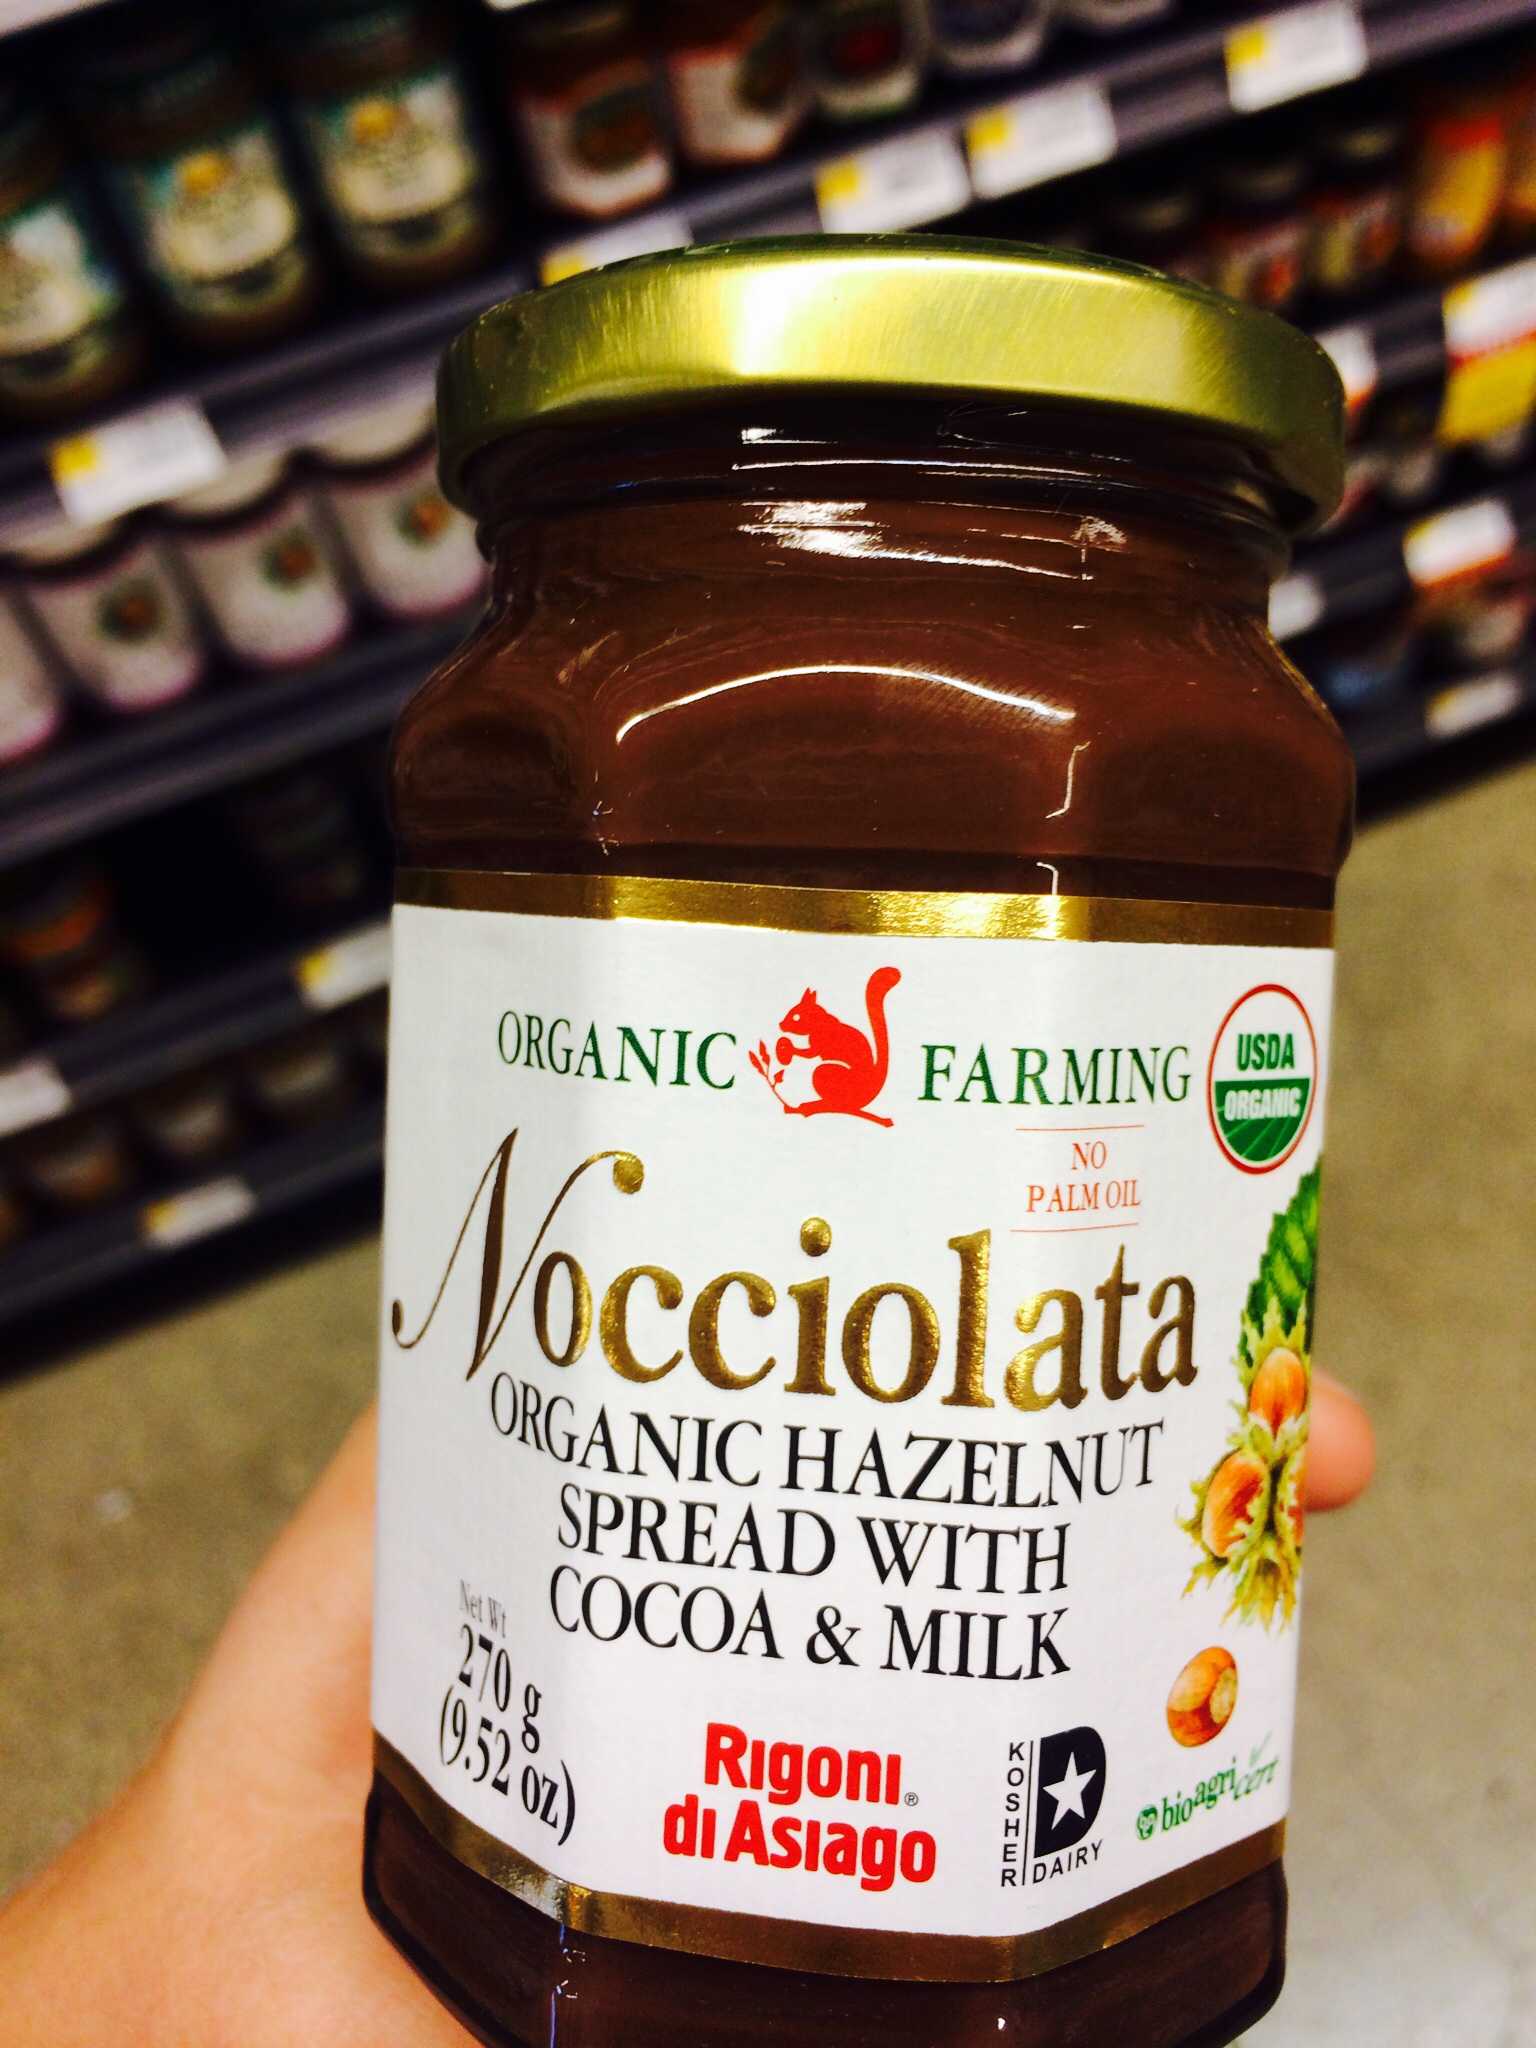 ORGANIC FARMING
USDA
ORGANIC
NO
PALM OIL
Nocciolata
ORGANIC HAZELNUT
SPREAD WITH
COCOA & MILK
Net Wt
270 g
(9.52 oz)
Rigoni®
di Asiago
KOSHER
D
DAIRY
bioagricert